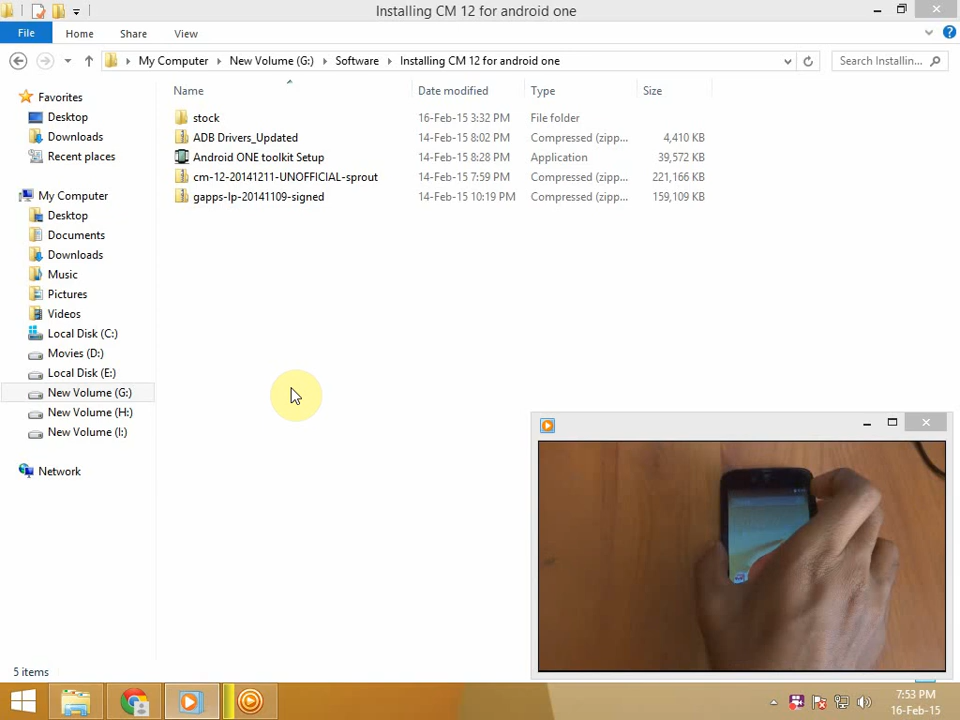 Installing CM 12 for android one
File Home Share View
My Computer New Volume (G:) Software Installing CM 12 for android one
Search Installin...
Name Date modified Type Size
stock 16-Feb-15 3:32 PM File folder
ADB Drivers_Updated 14-Feb-15 8:02 PM Compressed (zipp... 4,410 KB
Android ONE toolkit Setup 14-Feb-15 8:28 PM Application 39,572 KB
cm-12-20141211-UNOFFICIAL-sprout 14-Feb-15 7:59 PM Compressed (zipp... 221,166 KB
gapps-lp-20141109-signed 14-Feb-15 10:19 PM Compressed (zipp... 159,109 KB
Favorites
Desktop
Downloads
Recent places
My Computer
Desktop
Documents
Downloads
Music
Pictures
Videos
Local Disk (C:)
Movies (D:)
Local Disk (E:)
New Volume (G:)
New Volume (H:)
New Volume (I:)
Network
5 items
7:53 PM
16-Feb-15